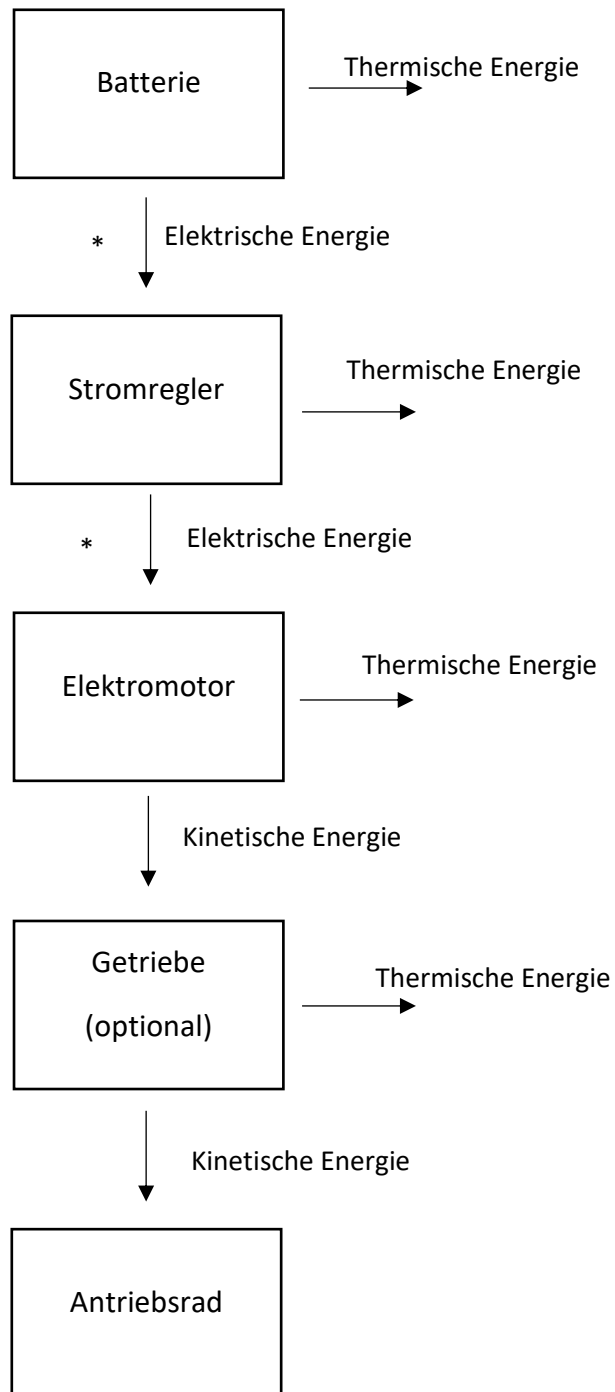 Batterie
Thermische Energie
* Elektrische Energie
Stromregler
Thermische Energie
* Elektrische Energie
Elektromotor
Thermische Energie
Kinetische Energie
Getriebe
(optional)
Thermische Energie
Kinetische Energie
Antriebsrad